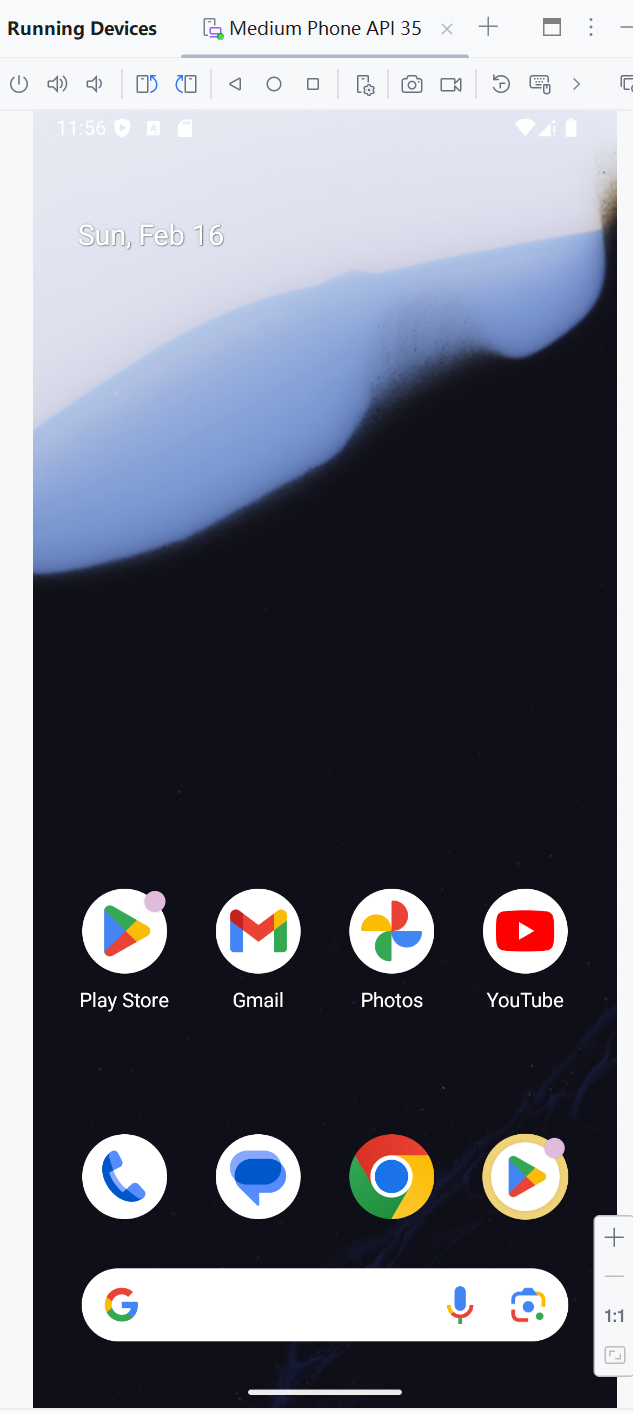 Running Devices
Medium Phone API 35
11:56
Sun, Feb 16
Play Store
Gmail
Photos
YouTube
1:1